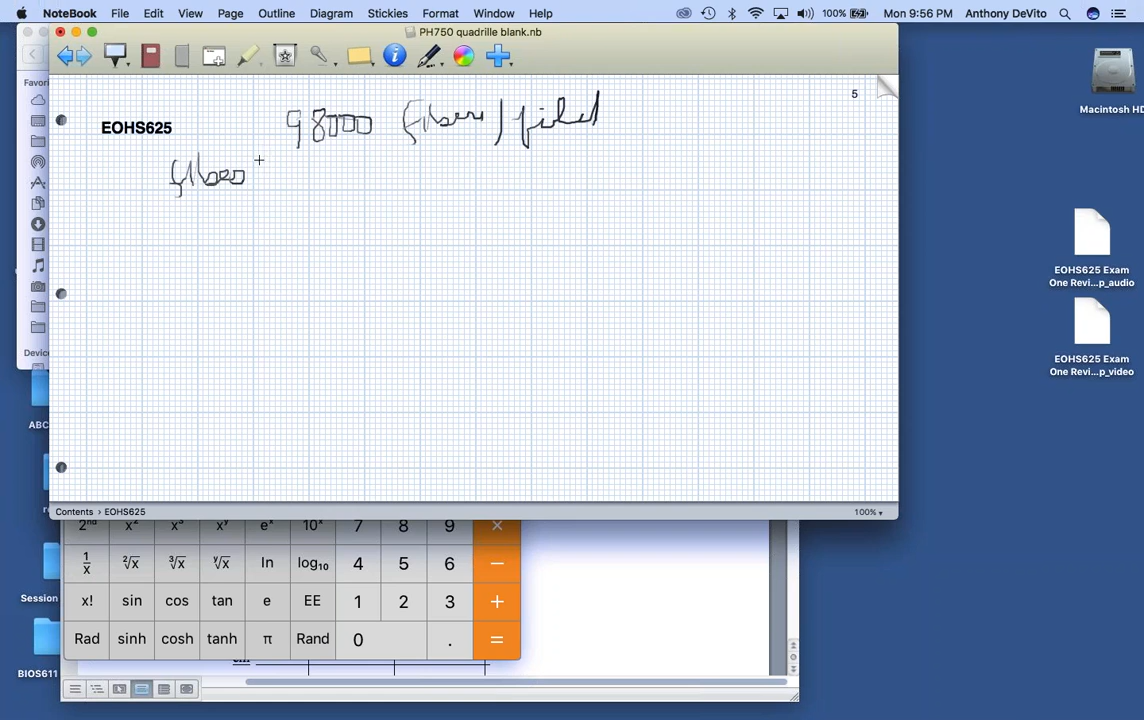 NoteBook File Edit View Page Outline Diagram Stickies Format Window Help 100% Mon 9:56 PM Anthony DeVito
PH750 quadrille blank.nb
Favori
5
EOHS625
98000 fibers / field
fibers
Device
ABC
Session
BIOS611
Contents > EOHS625
100%
2nd x² x³ xʸ eˣ 10ˣ 7 8 9 ×
1/x ²√x ³√x ʸ√x ln log₁₀ 4 5 6 −
x! sin cos tan e EE 1 2 3 +
Rad sinh cosh tanh π Rand 0 . =
Macintosh HD
EOHS625 Exam
One Revi...p_audio
EOHS625 Exam
One Revi...p_video